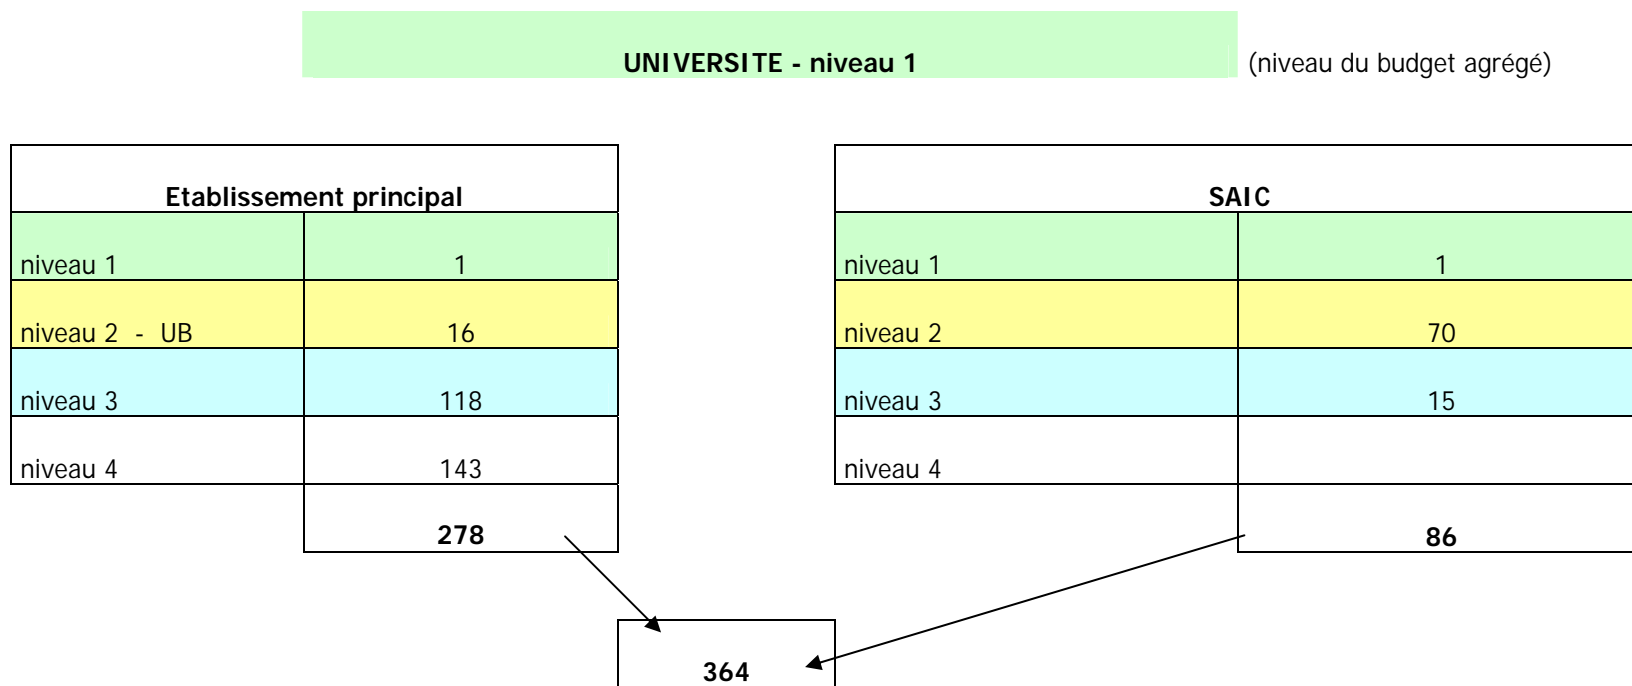 UNIVERSITE - niveau 1 (niveau du budget agrégé)
Etablissement principal SAIC
niveau 1 1 niveau 1 1
niveau 2 - UB 16 niveau 2 70
niveau 3 118 niveau 3 15
niveau 4 143 niveau 4
278 86
364